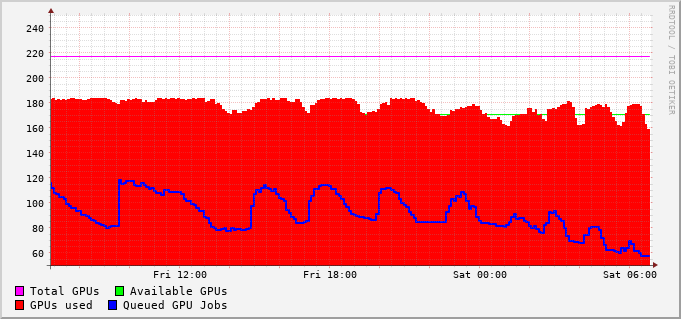 RRDTOOL / TOBI OETIKER
240
220
200
180
160
140
120
100
80
60
Fri 12:00 Fri 18:00 Sat 00:00 Sat 06:00
Total GPUs Available GPUs
GPUs used Queued GPU Jobs